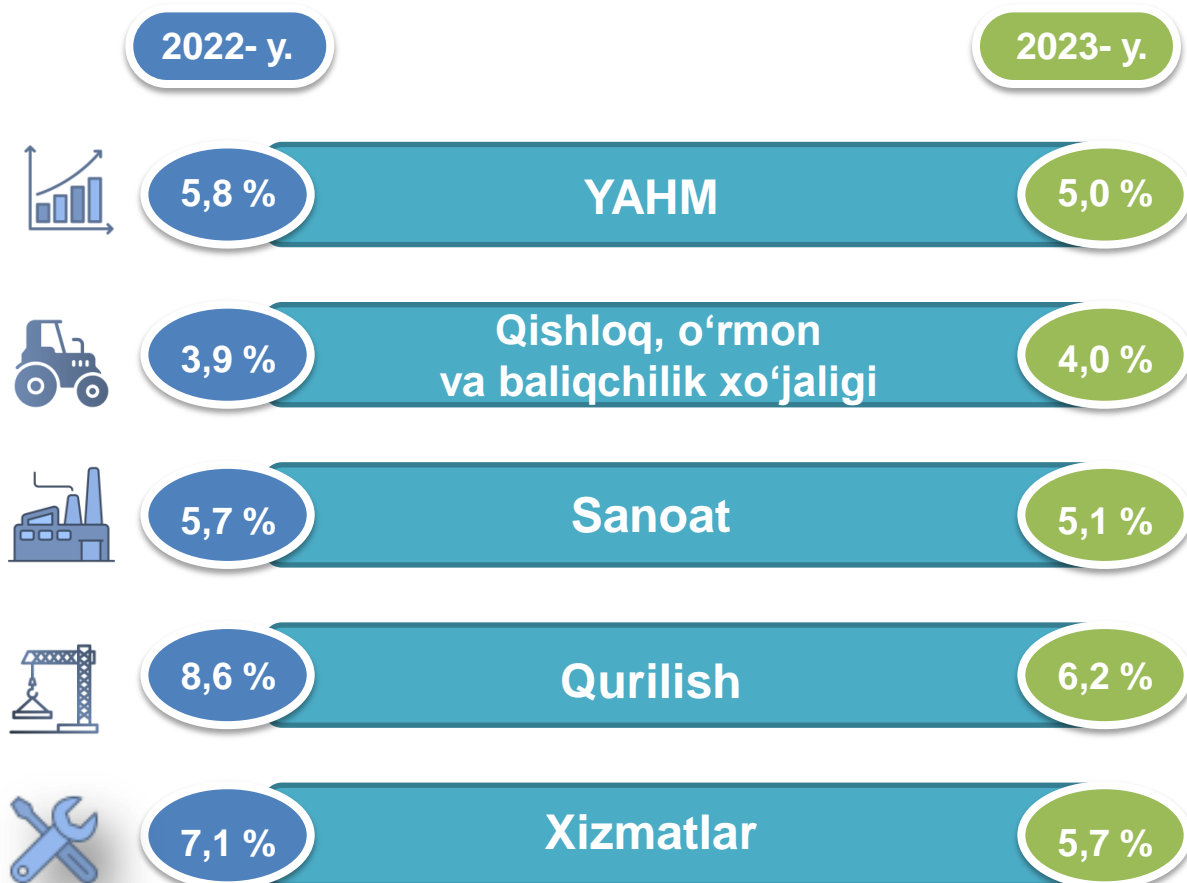 2022- y.
2023- y.
5,8 %
YAHM
5,0 %
3,9 %
Qishloq, o‘rmon
va baliqchilik xo‘jaligi
4,0 %
5,7 %
Sanoat
5,1 %
8,6 %
Qurilish
6,2 %
7,1 %
Xizmatlar
5,7 %